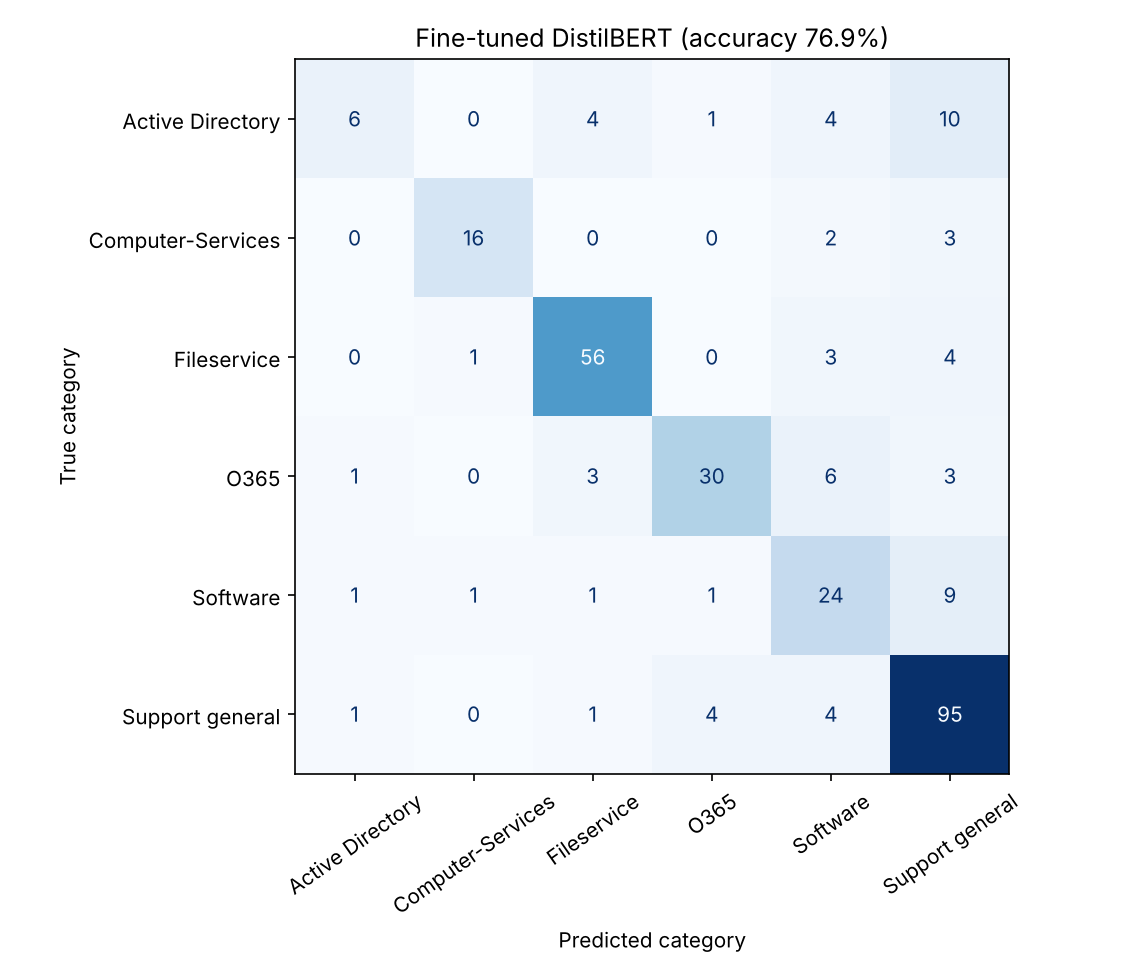 Fine-tuned DistilBERT (accuracy 76.9%)
Active Directory 6 0 4 1 4 10
Computer-Services 0 16 0 0 2 3
Fileservice 0 1 56 0 3 4
O365 1 0 3 30 6 3
Software 1 1 1 1 24 9
Support general 1 0 1 4 4 95
True category
Active Directory Computer-Services Fileservice O365 Software Support general
Predicted category